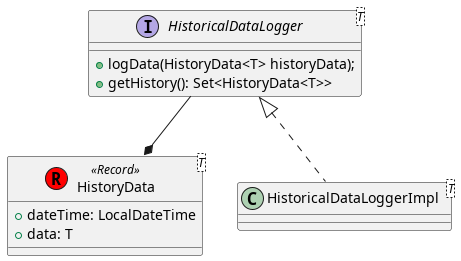 I HistoricalDataLogger T
logData(HistoryData<T> historyData);
getHistory(): Set<HistoryData<T>>
«Record»
R HistoryData T
dateTime: LocalDateTime
data: T
C HistoricalDataLoggerImpl T